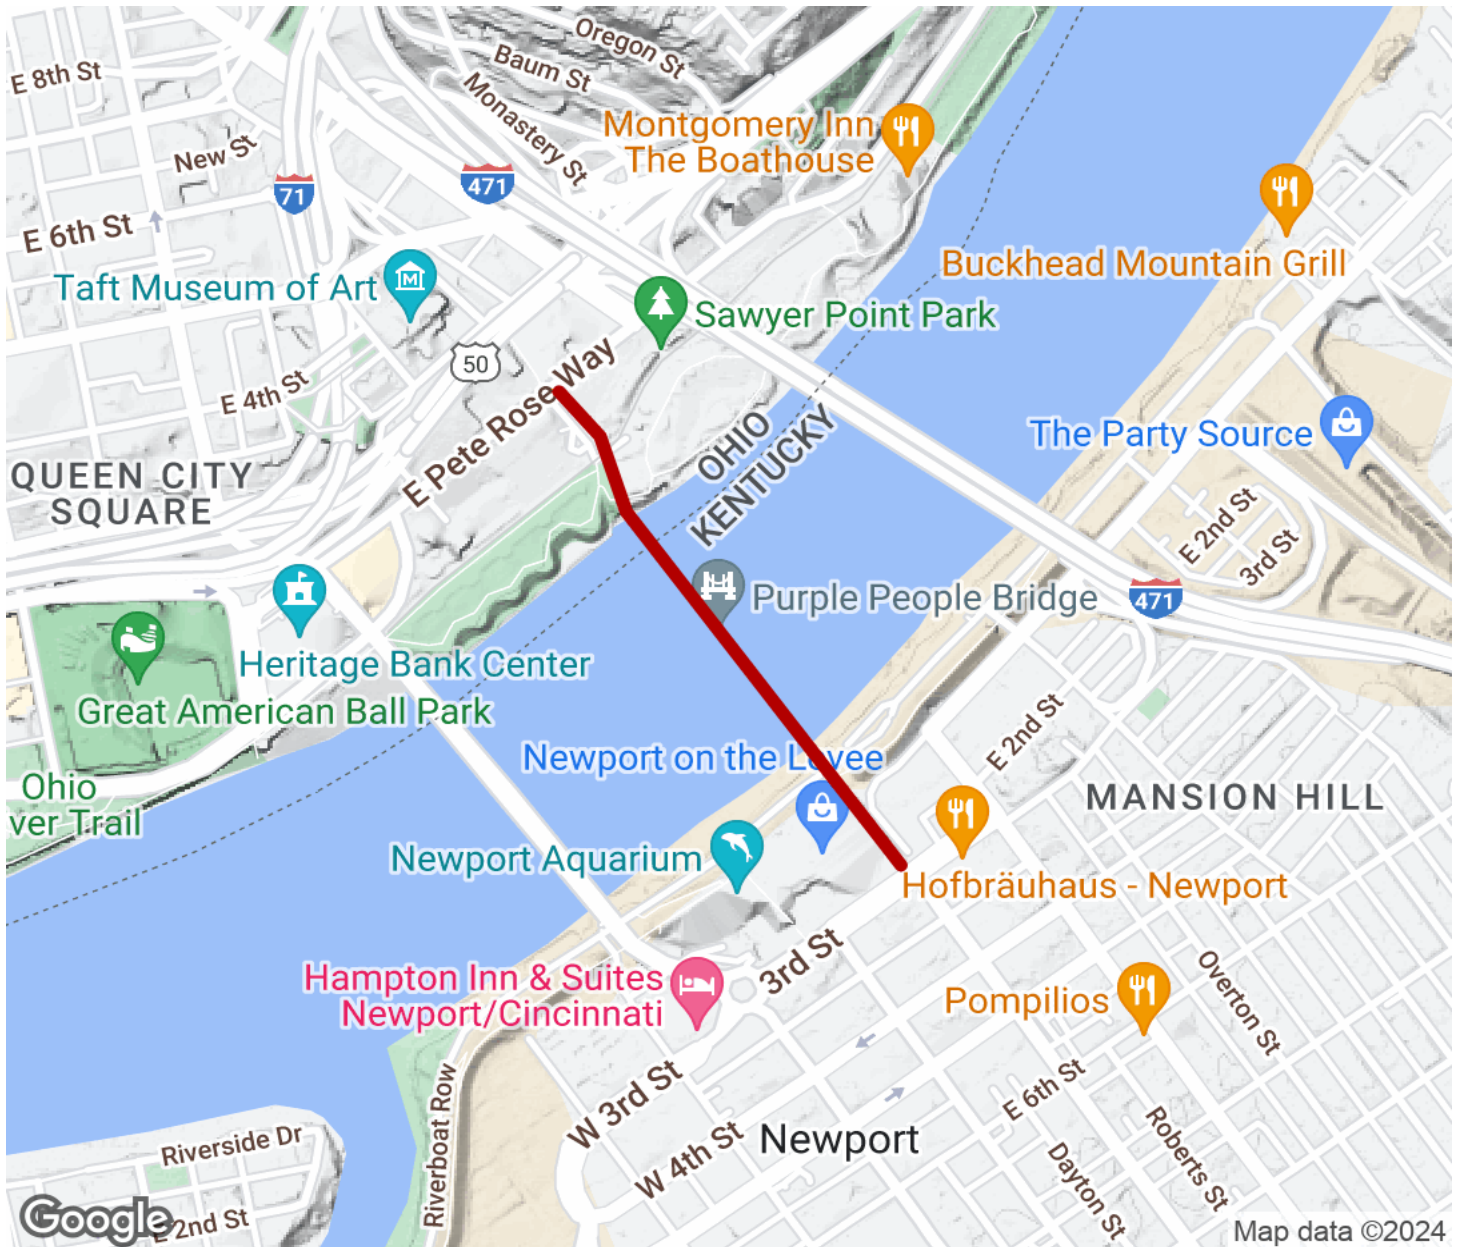 Oregon St
E 8th St
Baum St
Monastery St
Montgomery Inn
The Boathouse
New St
71
471
E 6th St
Buckhead Mountain Grill
Taft Museum of Art
Sawyer Point Park
50
E Pete Rose Way
E 4th St
OHIO
KENTUCKY
The Party Source
QUEEN CITY
SQUARE
E 2nd St
3rd St
Purple People Bridge
471
Heritage Bank Center
Great American Ball Park
E 2nd St
Newport on the Levee
Ohio
ver Trail
MANSION HILL
Newport Aquarium
Hofbräuhaus - Newport
3rd St
Overton St
Hampton Inn & Suites
Newport/Cincinnati
Pompilios
W 3rd St
E 6th St
Riverboat Row
Riverside Dr
W 4th St
Newport
Roberts St
Dayton St
Google
E 2nd St
Map data ©2024